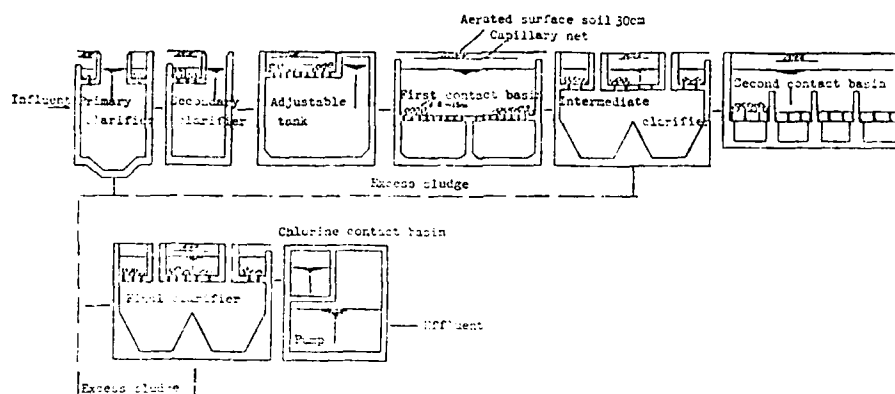 Aerated surface soil 30cm
Capillary net
Influent
Primary
clarifier
Secondary
clarifier
Adjustable
tank
First contact basin
Intermediate
clarifier
Second contact basin
Excess sludge
Chlorine contact basin
Final clarifier
Pump
Effluent
Excess sludge